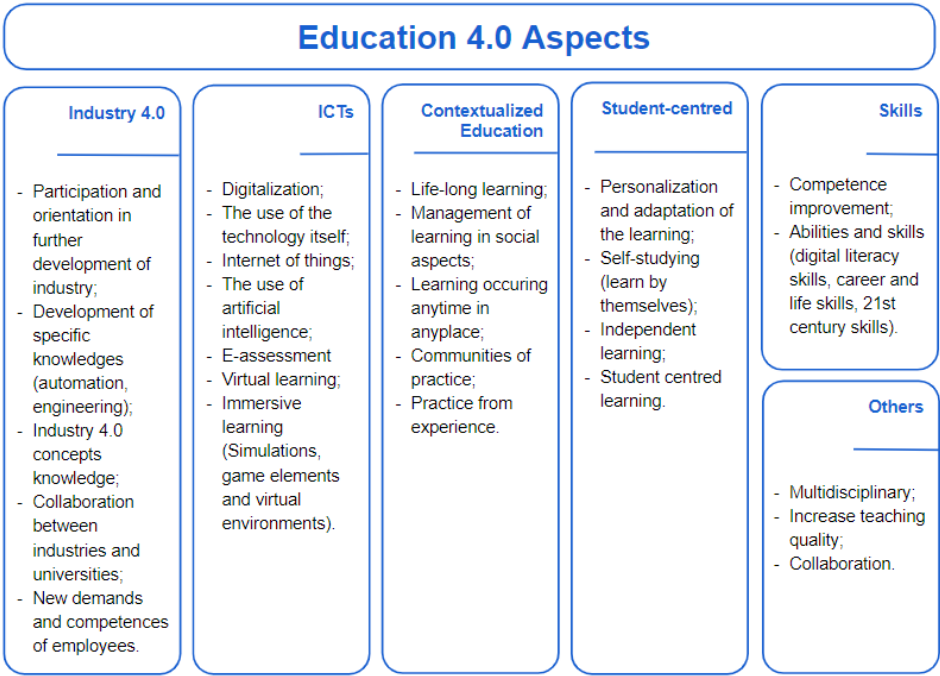 Education 4.0 Aspects
Industry 4.0
- Participation and
orientation in
further
development of
industry;
- Development of
specific
knowledges
(automation,
engineering);
- Industry 4.0
concepts
knowledge;
- Collaboration
between
industries and
universities;
- New demands
and competences
of employees.
ICTs
- Digitalization;
- The use of the
technology itself;
- Internet of things;
- The use of
artificial
intelligence;
- E-assessment
- Virtual learning;
- Immersive
learning
(Simulations,
game elements
and virtual
environments).
Contextualized
Education
- Life-long learning;
- Management of
learning in social
aspects;
- Learning occuring
anytime in
anyplace;
- Communities of
practice;
- Practice from
experience.
Student-centred
- Personalization
and adaptation of
the learning;
- Self-studying
(learn by
themselves);
- Independent
learning;
- Student centred
learning.
Skills
- Competence
improvement;
- Abilities and skills
(digital literacy
skills, career and
life skills, 21st
century skills).
Others
- Multidisciplinary;
- Increase teaching
quality;
- Collaboration.